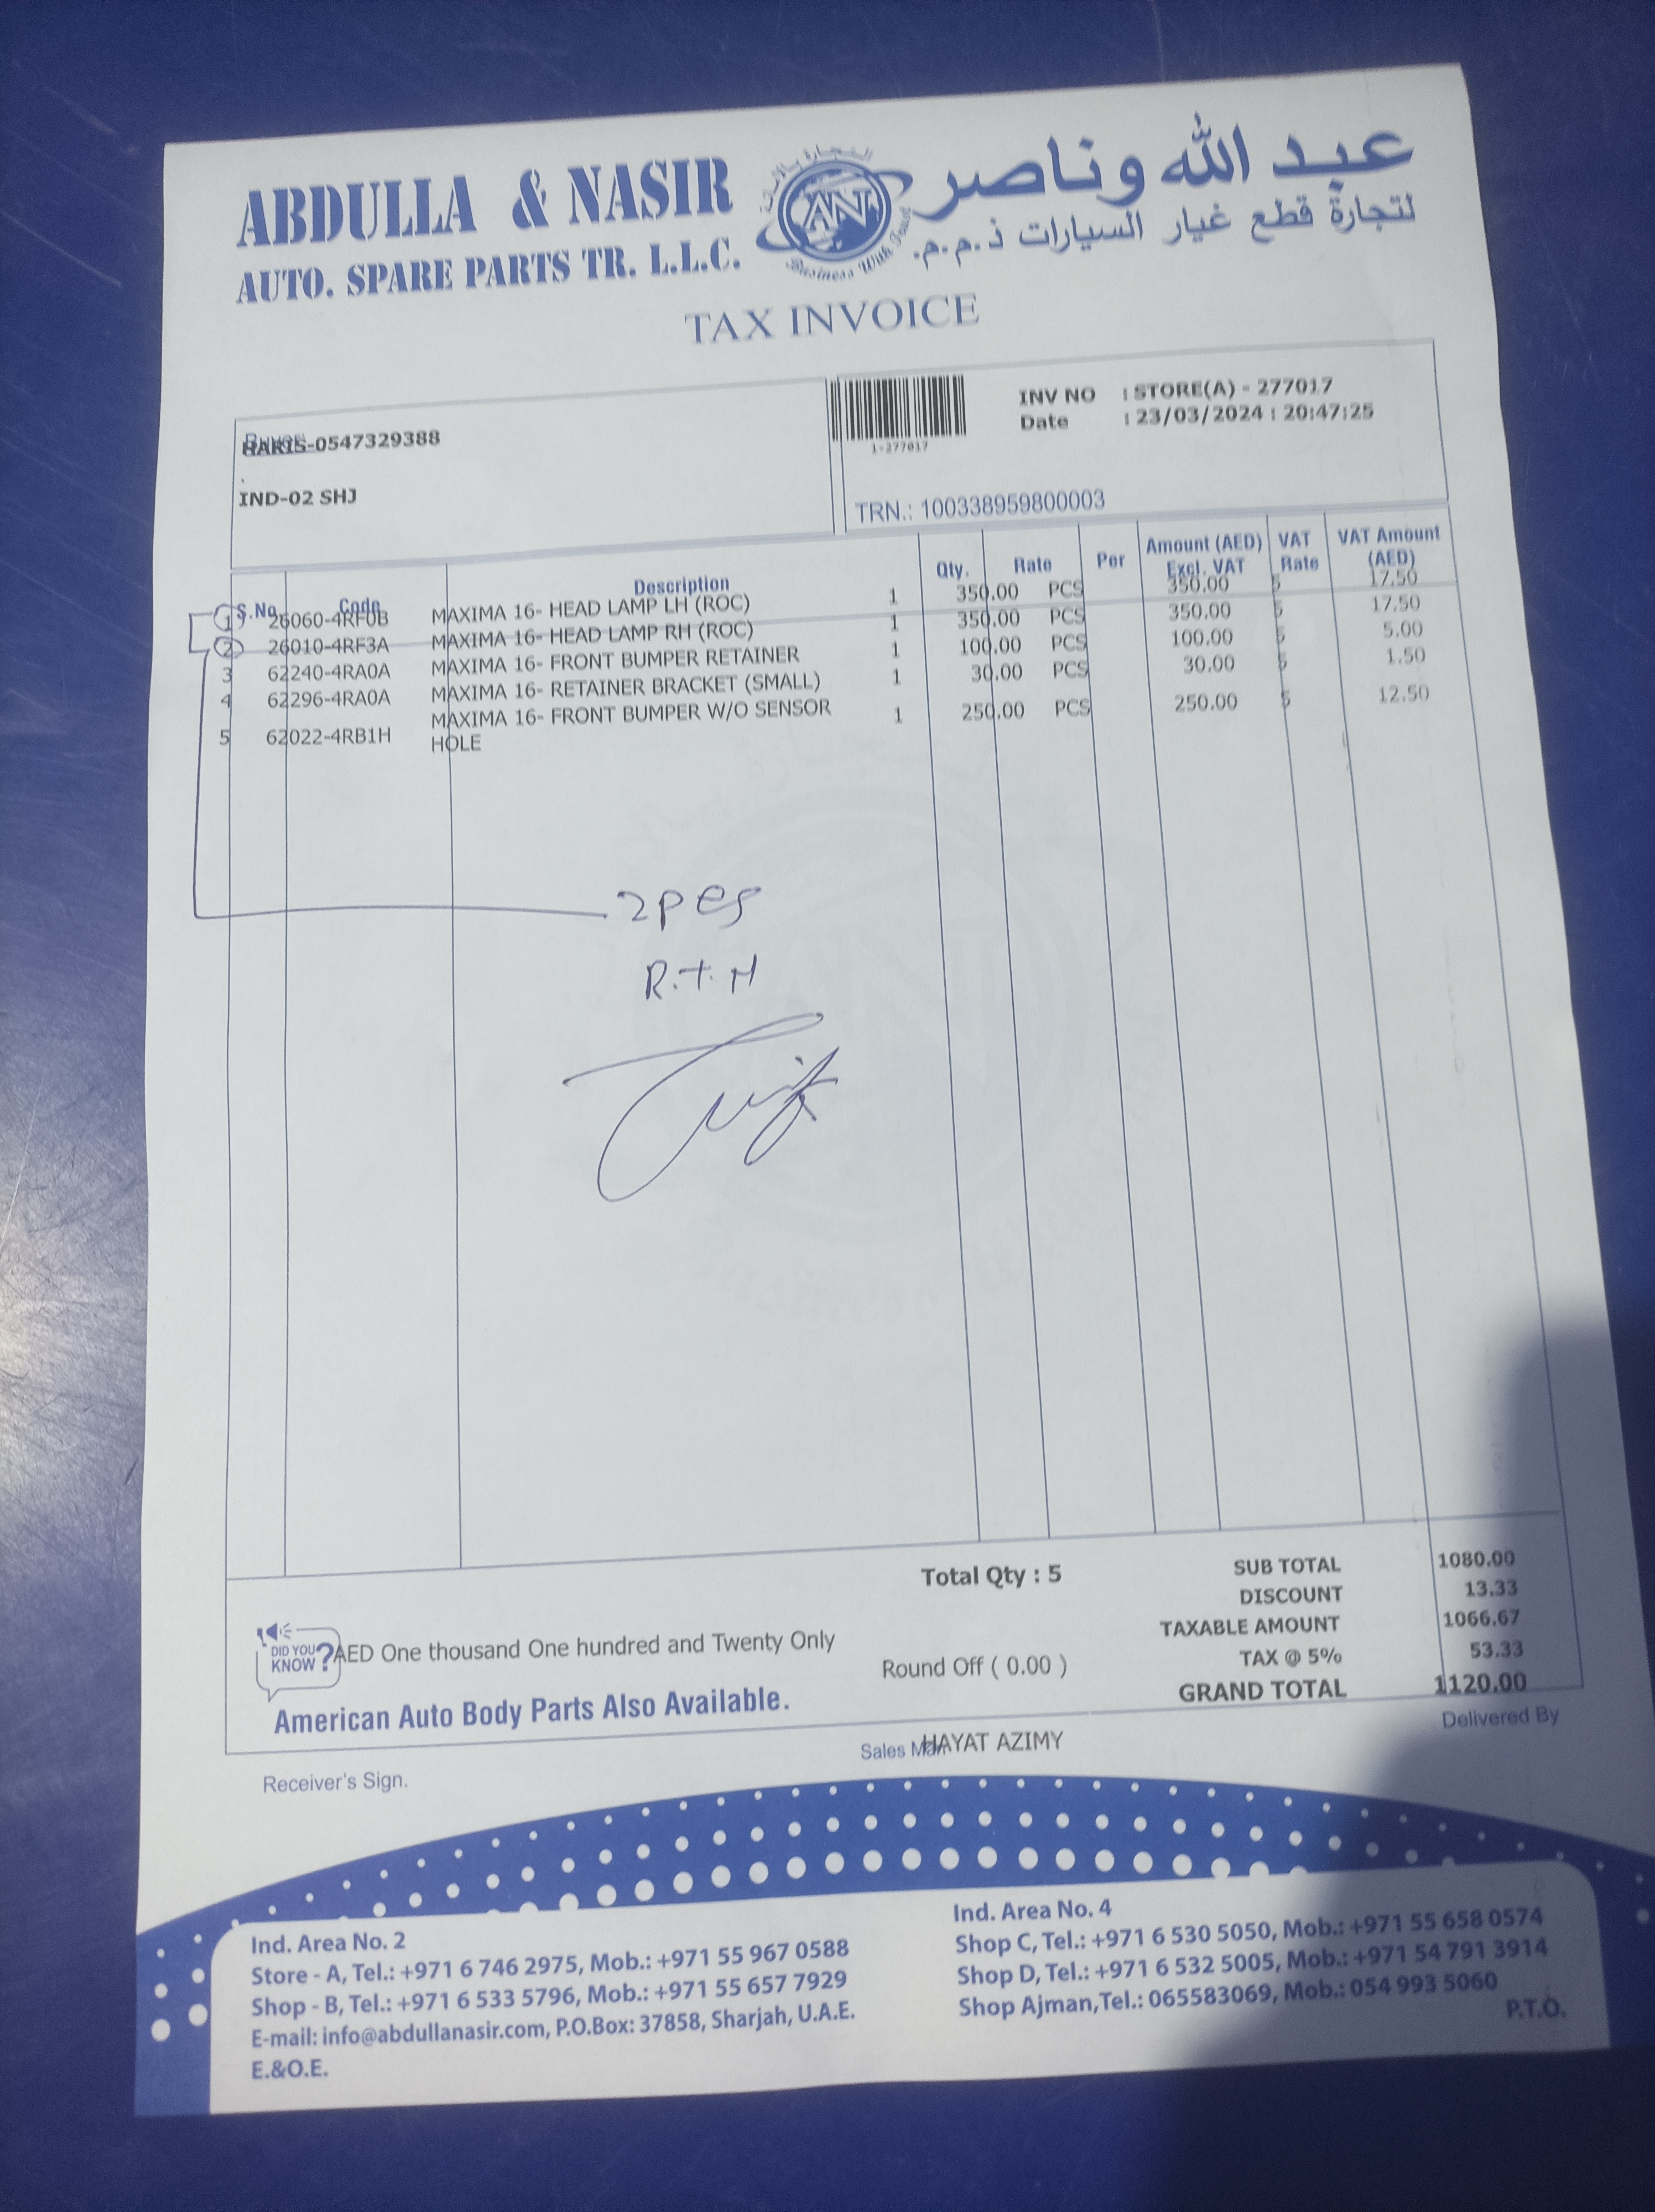 ABDULLA & NASIR
AUTO. SPARE PARTS TR. L.L.C.
AN
Business With Trust
عبد الله وناصر
لتجارة قطع غيار السيارات ذ.م.م.
TAX INVOICE
HARIS-0547329388
.
IND-02 SHJ
1-277017
INV NO : STORE(A) - 277017
Date : 23/03/2024 : 20:47:25
TRN.: 100338959800003
S.No. Code Description Qty. Rate Per Amount (AED) Excl. VAT VAT Rate VAT Amount (AED)
1 26060-4RF0B MAXIMA 16- HEAD LAMP LH (ROC) 1 350.00 PCS 350.00 5 17.50
2 26010-4RF3A MAXIMA 16- HEAD LAMP RH (ROC) 1 350.00 PCS 350.00 5 17.50
3 62240-4RA0A MAXIMA 16- FRONT BUMPER RETAINER 1 100.00 PCS 100.00 5 5.00
4 62296-4RA0A MAXIMA 16- RETAINER BRACKET (SMALL) 1 30.00 PCS 30.00 5 1.50
5 62022-4RB1H MAXIMA 16- FRONT BUMPER W/O SENSOR HOLE 1 250.00 PCS 250.00 5 12.50
2 pcs
R.T.H
Total Qty : 5
SUB TOTAL 1080.00
DISCOUNT 13.33
TAXABLE AMOUNT 1066.67
TAX @ 5% 53.33
GRAND TOTAL 1120.00
DID YOU KNOW ?
AED One thousand One hundred and Twenty Only
Round Off ( 0.00 )
American Auto Body Parts Also Available.
Receiver's Sign.
Sales Man HAYAT AZIMY
Delivered By
Ind. Area No. 2
Store - A, Tel.: +971 6 746 2975, Mob.: +971 55 967 0588
Shop - B, Tel.: +971 6 533 5796, Mob.: +971 55 657 7929
E-mail: info@abdullanasir.com, P.O.Box: 37858, Sharjah, U.A.E.
E.&O.E.
Ind. Area No. 4
Shop C, Tel.: +971 6 530 5050, Mob.: +971 55 658 0574
Shop D, Tel.: +971 6 532 5005, Mob.: +971 54 791 3914
Shop Ajman,Tel.: 065583069, Mob.: 054 993 5060
P.T.O.